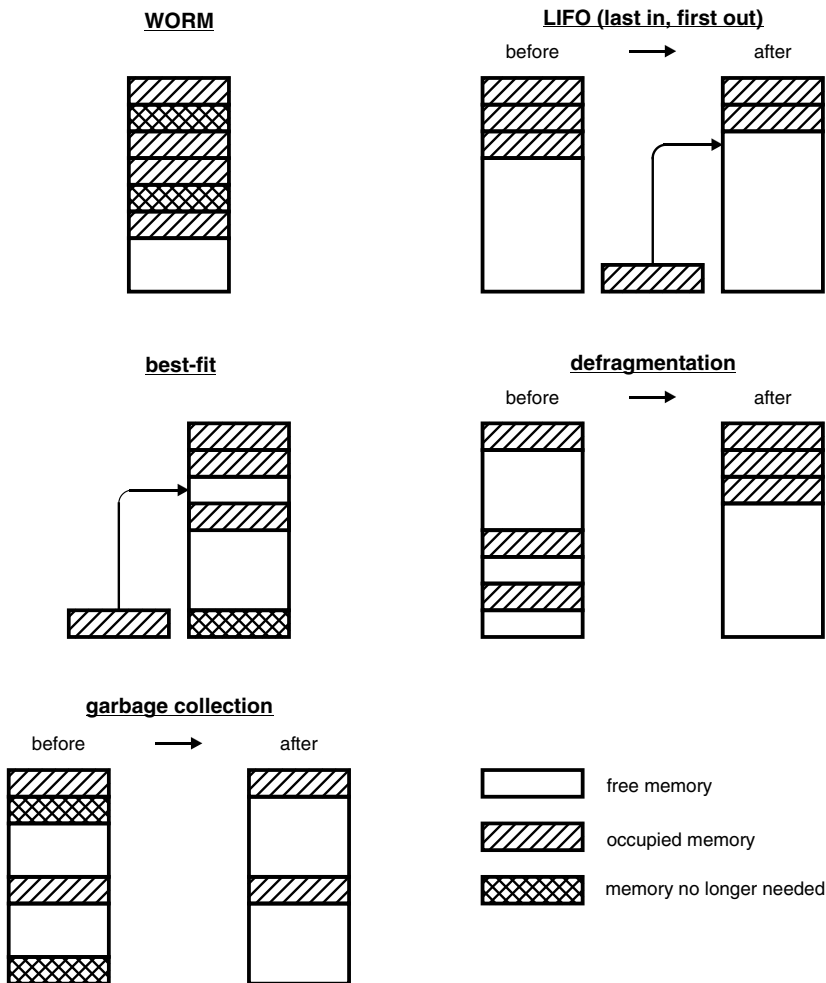 WORM
LIFO (last in, first out)
before
after
best-fit
defragmentation
before
after
garbage collection
before
after
free memory
occupied memory
memory no longer needed